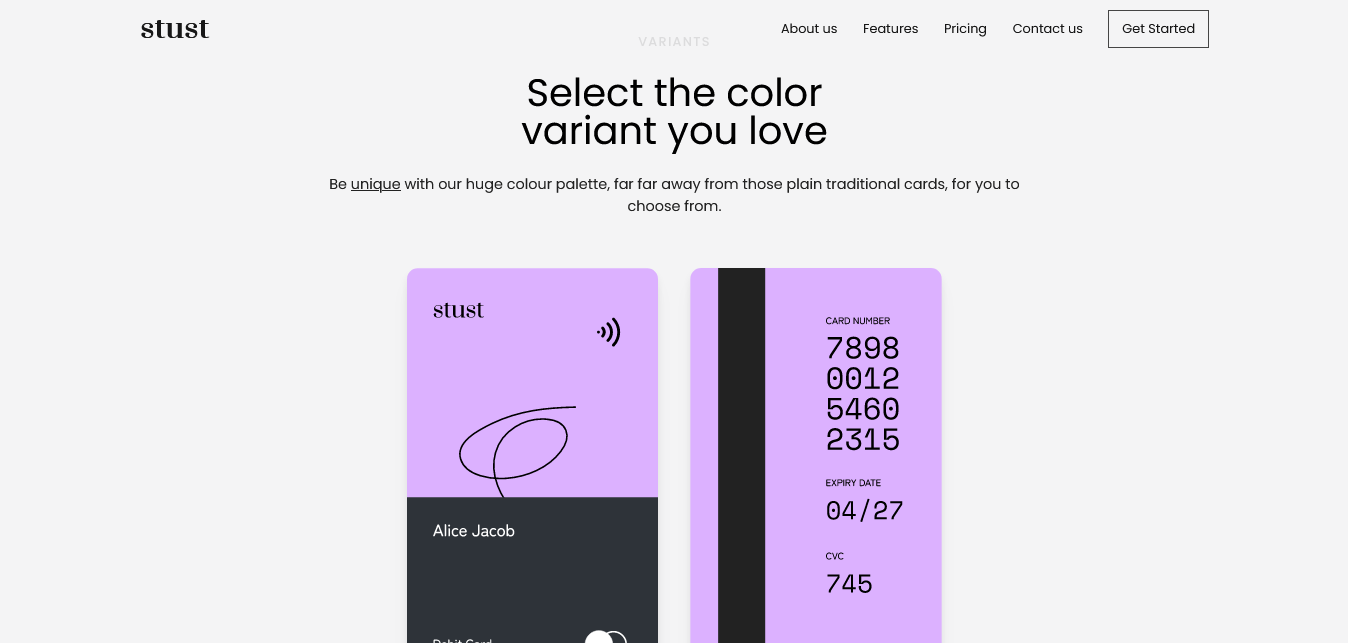 stust
About us
Features
Pricing
Contact us
Get Started
VARIANTS
Select the color
variant you love
Be unique with our huge colour palette, far far away from those plain traditional cards, for you to
choose from.
stust
Alice Jacob
Debit Card
CARD NUMBER
7898
0012
5460
2315
EXPIRY DATE
04/27
CVC
745